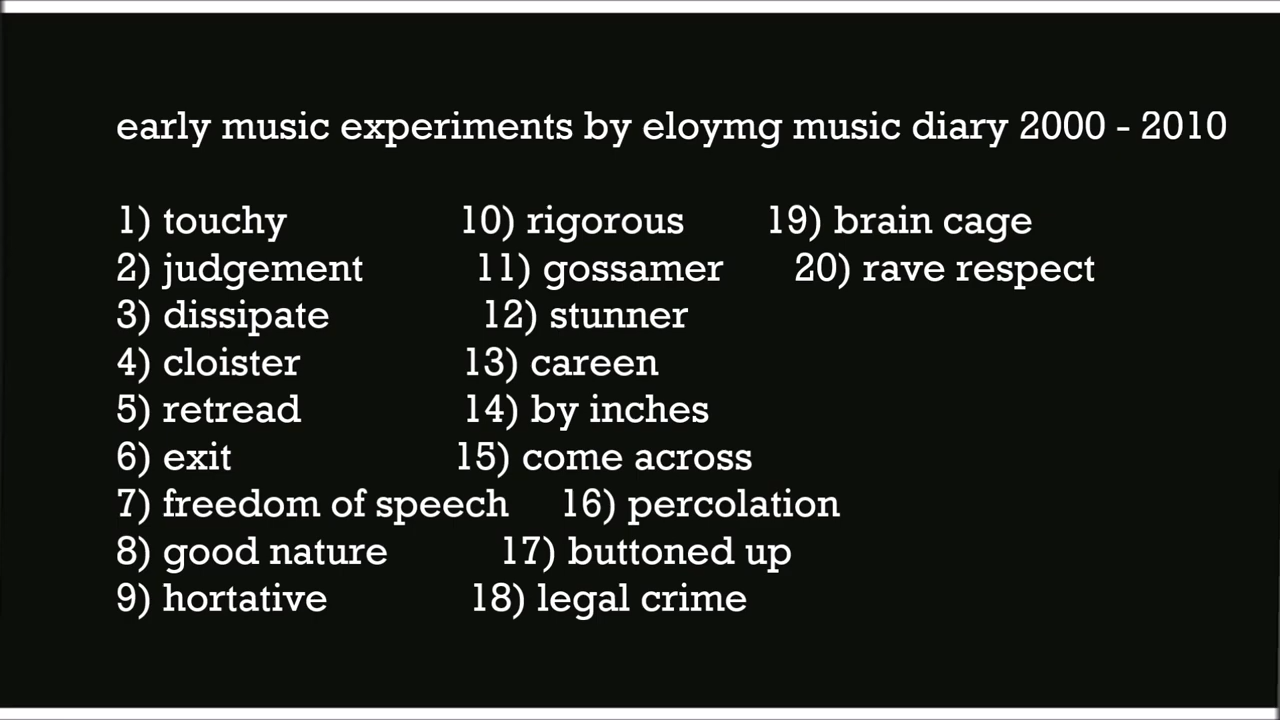 early music experiments by eloymg music diary 2000 - 2010
1) touchy 10) rigorous 19) brain cage
2) judgement 11) gossamer 20) rave respect
3) dissipate 12) stunner
4) cloister 13) careen
5) retread 14) by inches
6) exit 15) come across
7) freedom of speech 16) percolation
8) good nature 17) buttoned up
9) hortative 18) legal crime